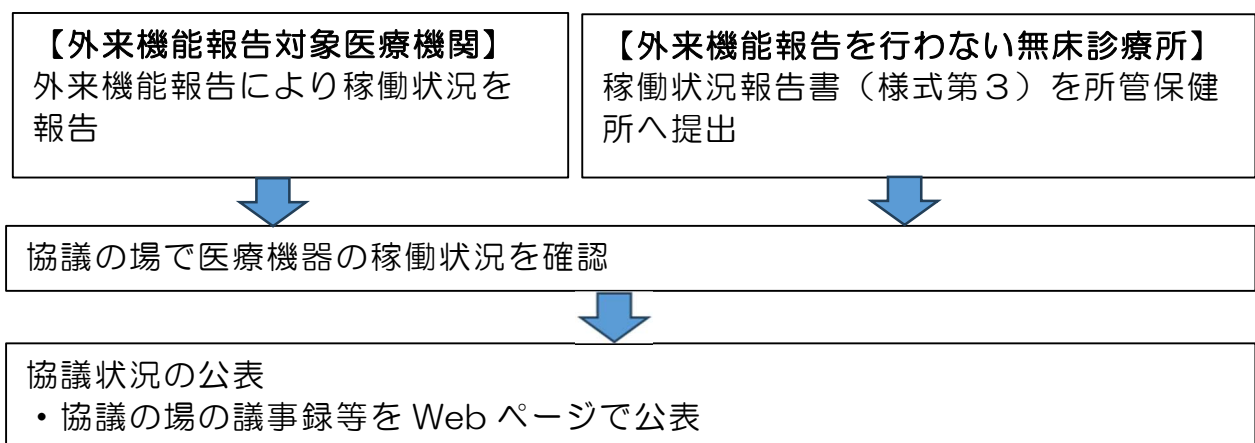 【外来機能報告対象医療機関】
外来機能報告により稼働状況を
報告
【外来機能報告を行わない無床診療所】
稼働状況報告書（様式第３）を所管保健
所へ提出
協議の場で医療機器の稼働状況を確認
協議状況の公表
・協議の場の議事録等を Web ページで公表